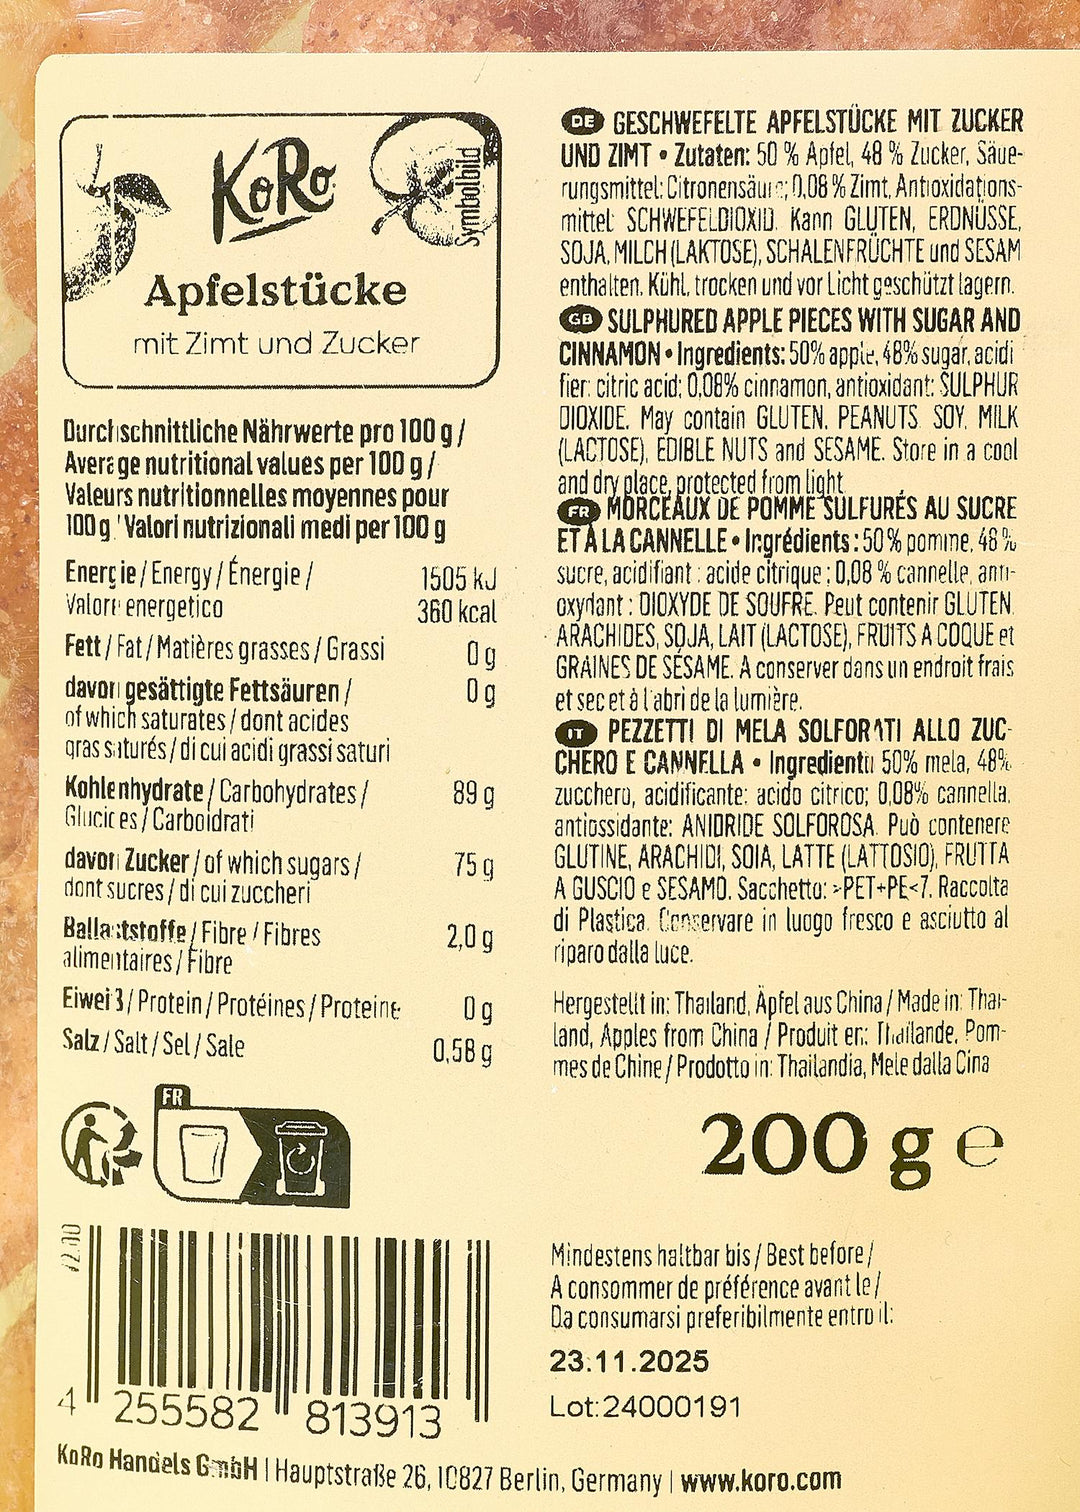 KoRo
Symbolbild
Apfelstücke
mit Zimt und Zucker
Durchschnittliche Nährwerte pro 100 g /
Average nutritional values per 100 g /
Valeurs nutritionnelles moyennes pour
100 g / Valori nutrizionali medi per 100 g
Energie / Energy / Énergie / 1505 kJ
Valore energetico 360 kcal
Fett / Fat / Matières grasses / Grassi 0 g
davon gesättigte Fettsäuren / 0 g
of which saturates / dont acides
gras saturés / di cui acidi grassi saturi
Kohlenhydrate / Carbohydrates / 89 g
Glucides / Carboidrati
davon Zucker / of which sugars / 75 g
dont sucres / di cui zuccheri
Ballaststoffe / Fibre / Fibres 2,0 g
alimentaires / Fibre
Eiweiß / Protein / Protéines / Proteine 0 g
Salz / Salt / Sel / Sale 0,58 g
FR
4 255582 813913
DE GESCHWEFELTE APFELSTÜCKE MIT ZUCKER
UND ZIMT • Zutaten: 50 % Apfel, 48 % Zucker, Säue-
rungsmittel: Citronensäure; 0,08 % Zimt, Antioxidations-
mittel: SCHWEFELDIOXID. Kann GLUTEN, ERDNÜSSE,
SOJA, MILCH (LAKTOSE), SCHALENFRÜCHTE und SESAM
enthalten. Kühl, trocken und vor Licht geschützt lagern.
GB SULPHURED APPLE PIECES WITH SUGAR AND
CINNAMON • Ingredients: 50% apple, 48% sugar, acidi
fier: citric acid; 0,08% cinnamon, antioxidant: SULPHUR
DIOXIDE. May contain GLUTEN, PEANUTS, SOY, MILK
(LACTOSE), EDIBLE NUTS and SESAME. Store in a cool
and dry place, protected from light.
FR MORCEAUX DE POMME SULFURÉS AU SUCRE
ET À LA CANNELLE • Ingrédients : 50 % pomme, 48 %
sucre, acidifiant : acide citrique ; 0,08 % cannelle, anti-
oxydant : DIOXYDE DE SOUFRE. Peut contenir GLUTEN,
ARACHIDES, SOJA, LAIT (LACTOSE), FRUITS A COQUE et
GRAINES DE SÉSAME. A conserver dans un endroit frais
et sec et à l'abri de la lumière.
IT PEZZETTI DI MELA SOLFORATI ALLO ZUC-
CHERO E CANNELLA • Ingredienti: 50% mela, 48%
zucchero, acidificante: acido citrico; 0,08% cannella,
antiossidante: ANIDRIDE SOLFOROSA. Può contenere
GLUTINE, ARACHIDI, SOIA, LATTE (LATTOSIO), FRUTTA
A GUSCIO e SESAMO. Sacchetto: >PET+PE<7. Raccolta
di Plastica. Conservare in luogo fresco e asciutto al
riparo dalla luce.
Hergestellt in: Thailand, Äpfel aus China / Made in: Thai-
land, Apples from China / Produit en: Thaïlande, Pom-
mes de Chine / Prodotto in: Thailandia, Mele dalla Cina
200 g e
Mindestens haltbar bis / Best before /
A consommer de préférence avant le /
Da consumarsi preferibilmente entro il:
23.11.2025
Lot:24000191
KoRo Handels GmbH | Hauptstraße 26, 10827 Berlin, Germany | www.koro.com